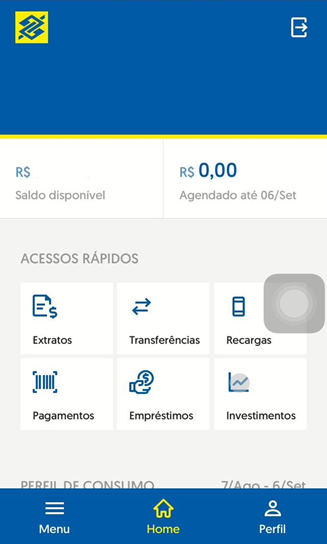 R$
R$ 0,00
Saldo disponível
Agendado até 06/Set
ACESSOS RÁPIDOS
Extratos
Transferências
Recargas
Pagamentos
Empréstimos
Investimentos
PERFIL DE CONSUMO
7/Ago - 6/Set
Menu
Home
Perfil